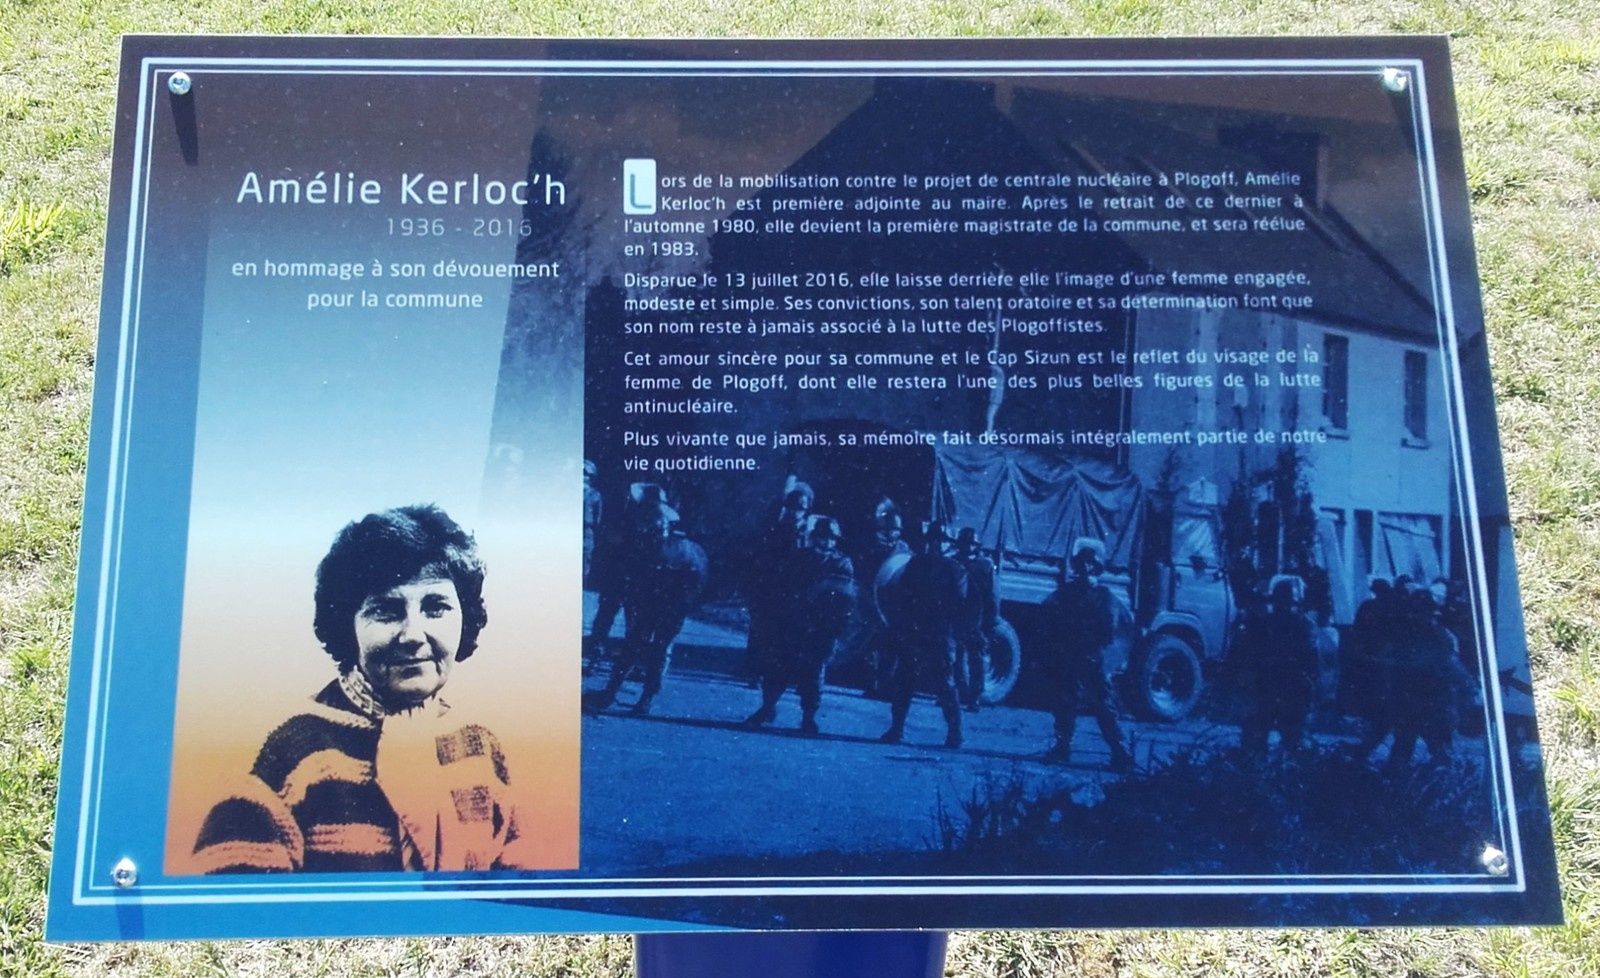 Amélie Kerloc'h
1936 - 2016
en hommage à son dévouement
pour la commune
Lors de la mobilisation contre le projet de centrale nucléaire à Plogoff, Amélie
Kerloc'h est première adjointe au maire. Après le retrait de ce dernier à
l'automne 1980, elle devient la première magistrate de la commune, et sera réélue
en 1983.
Disparue le 13 juillet 2016, elle laisse derrière elle l'image d'une femme engagée,
modeste et simple. Ses convictions, son talent oratoire et sa détermination font que
son nom reste à jamais associé à la lutte des Plogoffistes.
Cet amour sincère pour sa commune et le Cap Sizun est le reflet du visage de la
femme de Plogoff, dont elle restera l'une des plus belles figures de la lutte
antinucléaire.
Plus vivante que jamais, sa mémoire fait désormais intégralement partie de notre
vie quotidienne.